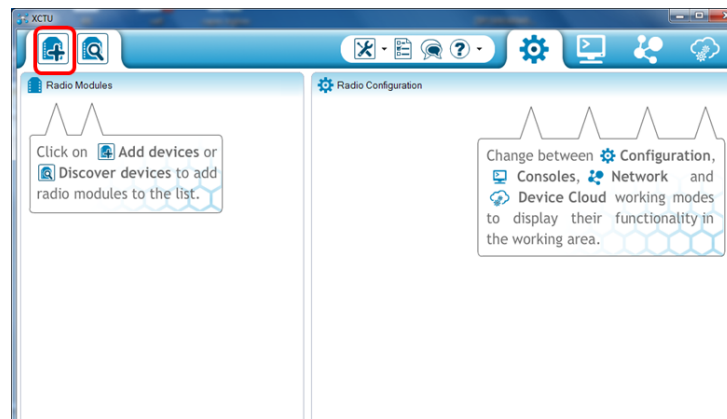 XCTU
Radio Modules
Radio Configuration
Click on Add devices or
Discover devices to add
radio modules to the list.
Change between Configuration,
Consoles, Network and
Device Cloud working modes
to display their functionality in
the working area.